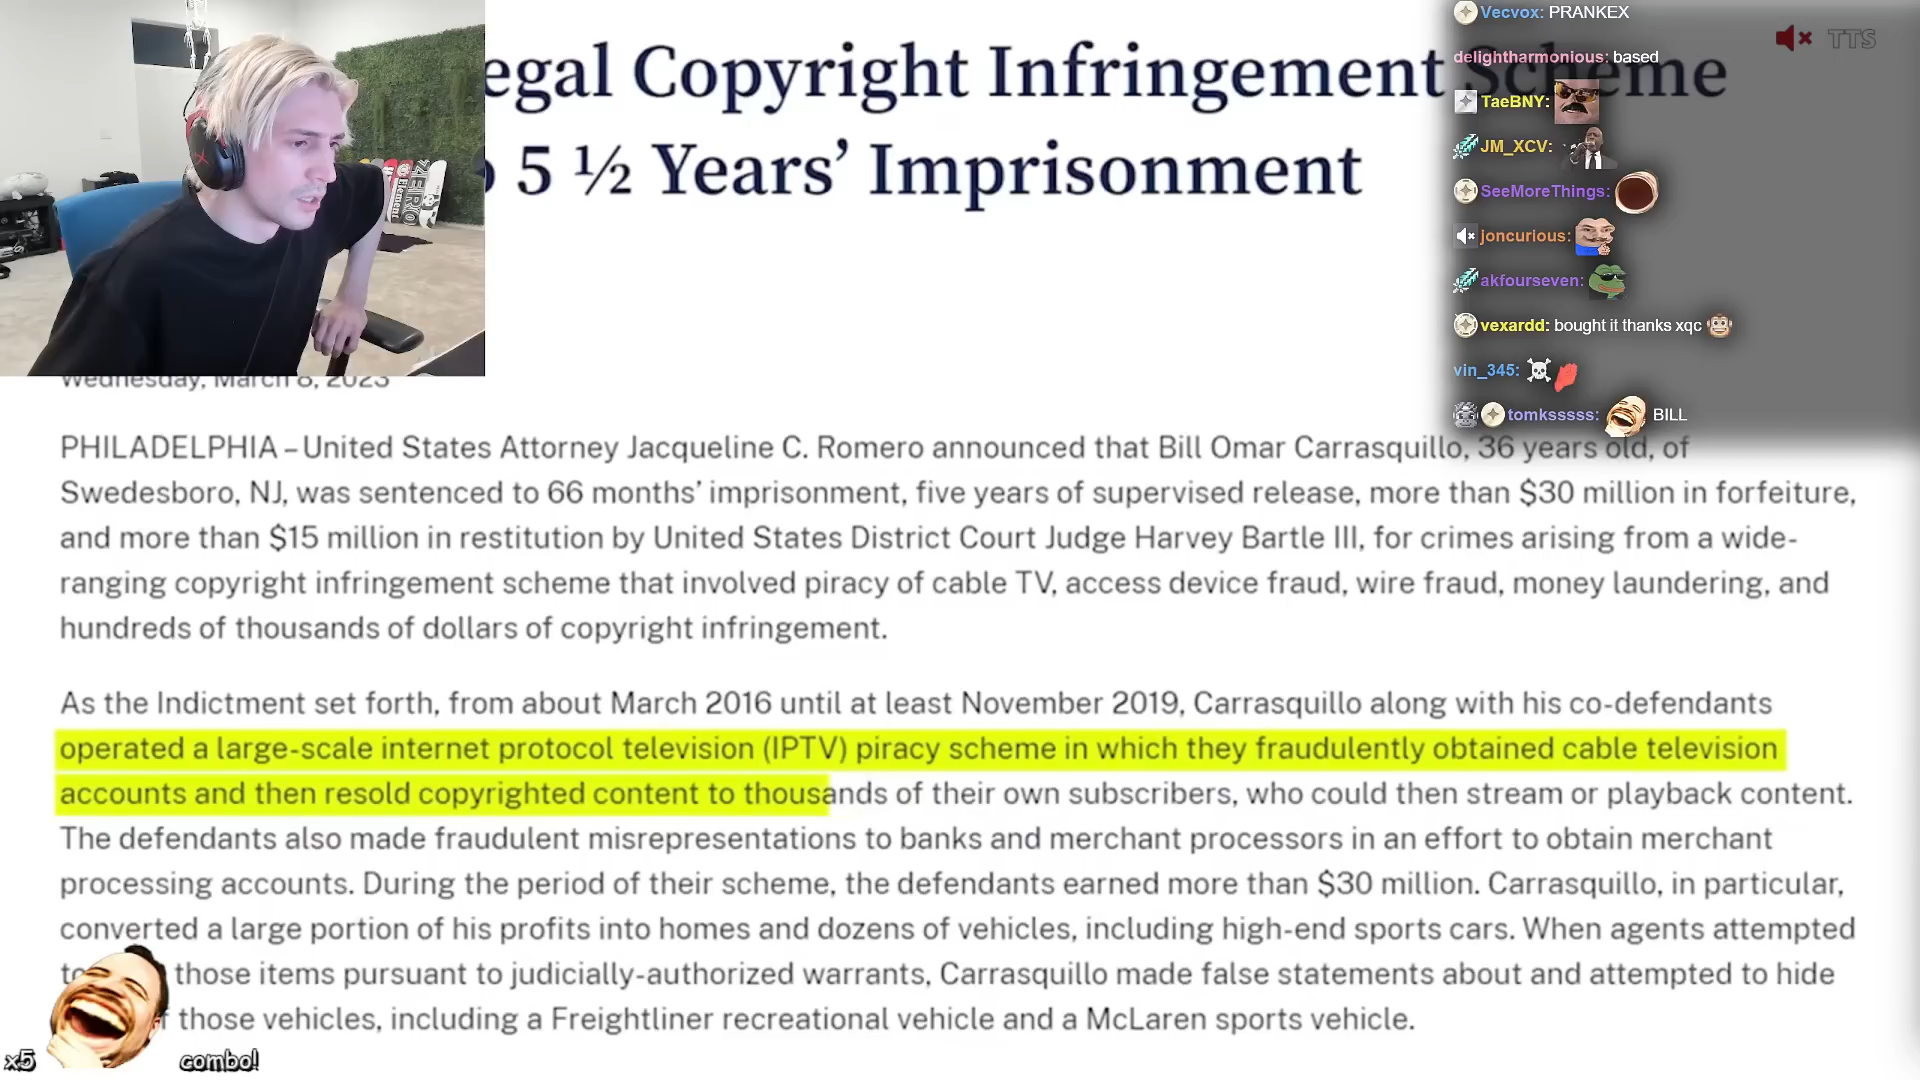 egal Copyright Infringement Scheme
5 ½ Years’ Imprisonment
Wednesday, March 8, 2023
PHILADELPHIA – United States Attorney Jacqueline C. Romero announced that Bill Omar Carrasquillo, 36 years old, of
Swedesboro, NJ, was sentenced to 66 months’ imprisonment, five years of supervised release, more than $30 million in forfeiture,
and more than $15 million in restitution by United States District Court Judge Harvey Bartle III, for crimes arising from a wide-
ranging copyright infringement scheme that involved piracy of cable TV, access device fraud, wire fraud, money laundering, and
hundreds of thousands of dollars of copyright infringement.
As the Indictment set forth, from about March 2016 until at least November 2019, Carrasquillo along with his co-defendants
operated a large-scale internet protocol television (IPTV) piracy scheme in which they fraudulently obtained cable television
accounts and then resold copyrighted content to thousands of their own subscribers, who could then stream or playback content.
The defendants also made fraudulent misrepresentations to banks and merchant processors in an effort to obtain merchant
processing accounts. During the period of their scheme, the defendants earned more than $30 million. Carrasquillo, in particular,
converted a large portion of his profits into homes and dozens of vehicles, including high-end sports cars. When agents attempted
those items pursuant to judicially-authorized warrants, Carrasquillo made false statements about and attempted to hide
those vehicles, including a Freightliner recreational vehicle and a McLaren sports vehicle.
x5 combo!
Vecvox: PRANKEX
delightharmonious: based
TaeBNY:
JM_XCV:
SeeMoreThings:
joncurious:
akfourseven:
vexardd: bought it thanks xqc
vin_345:
tomksssss: BILL
TTS
Element